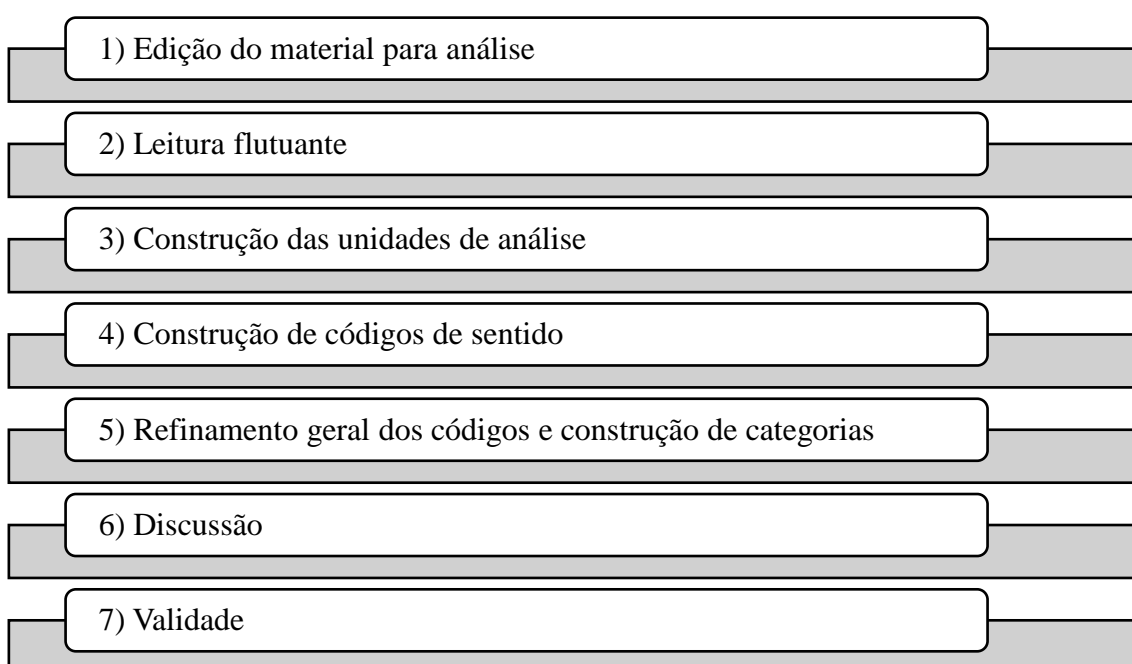 1) Edição do material para análise
2) Leitura flutuante
3) Construção das unidades de análise
4) Construção de códigos de sentido
5) Refinamento geral dos códigos e construção de categorias
6) Discussão
7) Validade